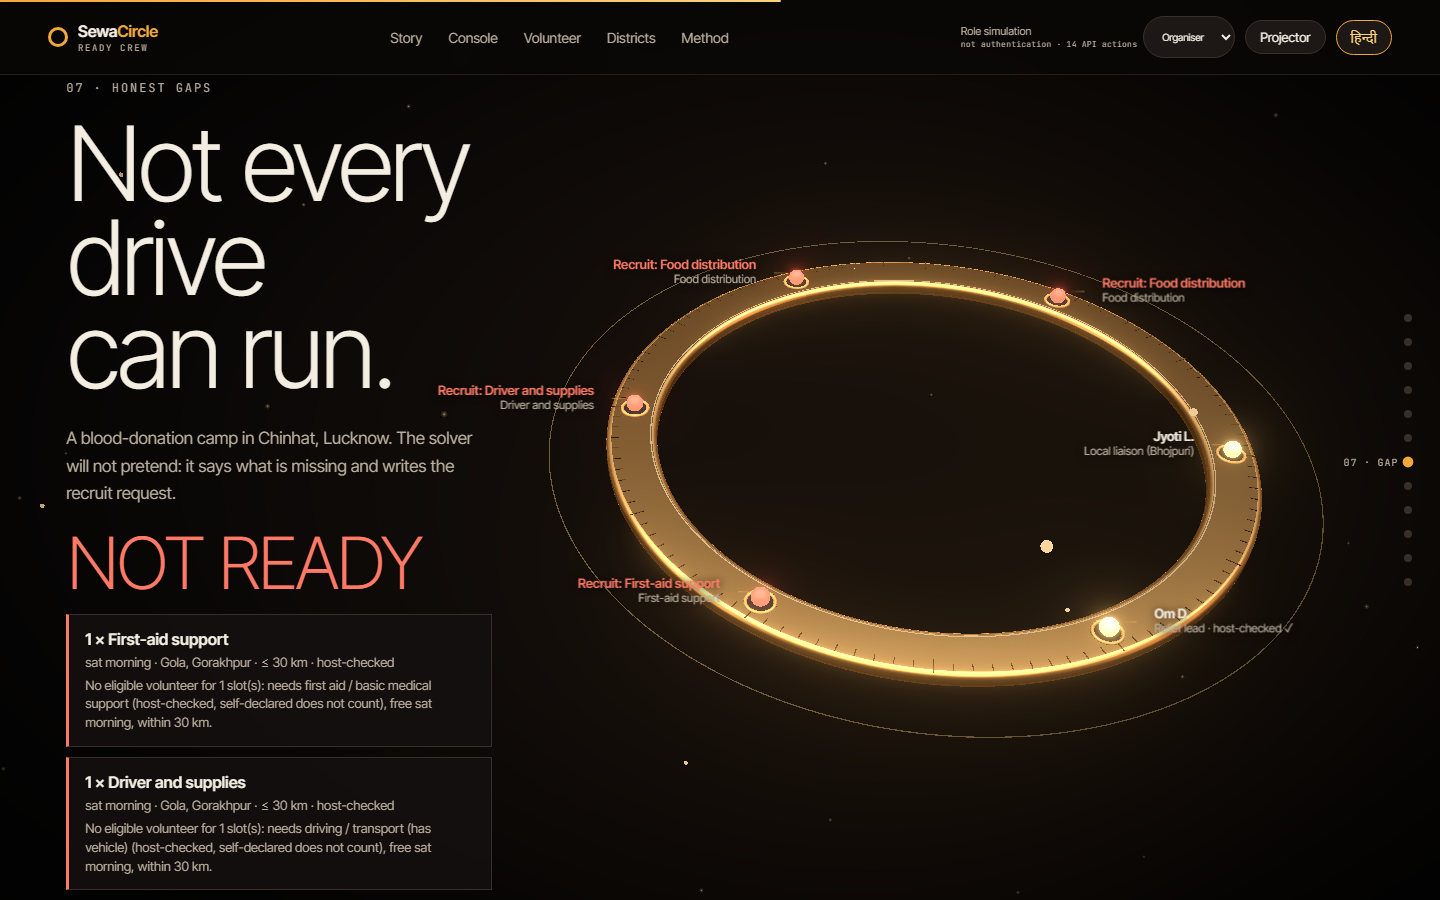 SewaCircle
READY CREW
Story
Console
Volunteer
Districts
Method
Role simulation
not authentication · 14 API actions
Organiser
Projector
हिन्दी
07 · HONEST GAPS
Not every
drive
can run.
A blood-donation camp in Chinhat, Lucknow. The solver
will not pretend: it says what is missing and writes the
recruit request.
NOT READY
1 × First-aid support
sat morning · Gola, Gorakhpur · ≤ 30 km · host-checked
No eligible volunteer for 1 slot(s): needs first aid / basic medical
support (host-checked, self-declared does not count), free sat
morning, within 30 km.
1 × Driver and supplies
sat morning · Gola, Gorakhpur · ≤ 30 km · host-checked
No eligible volunteer for 1 slot(s): needs driving / transport (has
vehicle) (host-checked, self-declared does not count), free sat
morning, within 30 km.
Recruit: Food distribution
Food distribution
Recruit: Food distribution
Food distribution
Recruit: Driver and supplies
Driver and supplies
Jyoti L.
Local liaison (Bhojpuri)
07 · GAP
Recruit: First-aid support
First-aid support
Om D.
lead · host-checked ✓